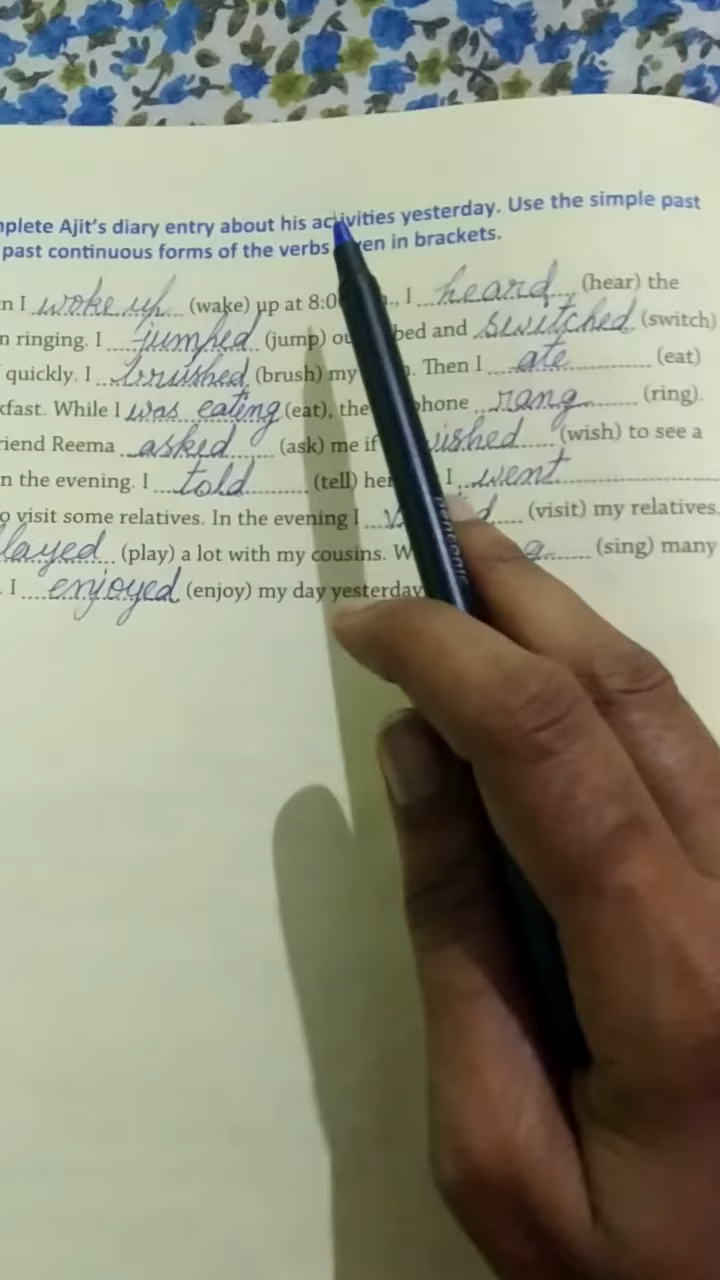 mplete Ajit's diary entry about his activities yesterday. Use the simple past
past continuous forms of the verbs ven in brackets.
n I woke up (wake) up at 8:0 ., I heard (hear) the
n ringing. I jumped (jump) ou bed and switched (switch)
quickly. I brushed (brush) my . Then I ate (eat)
kfast. While I was eating (eat), the phone rang (ring).
riend Reema asked (ask) me if wished (wish) to see a
n the evening. I told (tell) her I went
o visit some relatives. In the evening I (visit) my relatives.
layed (play) a lot with my cousins. W (sing) many
. I enjoyed (enjoy) my day yesterday